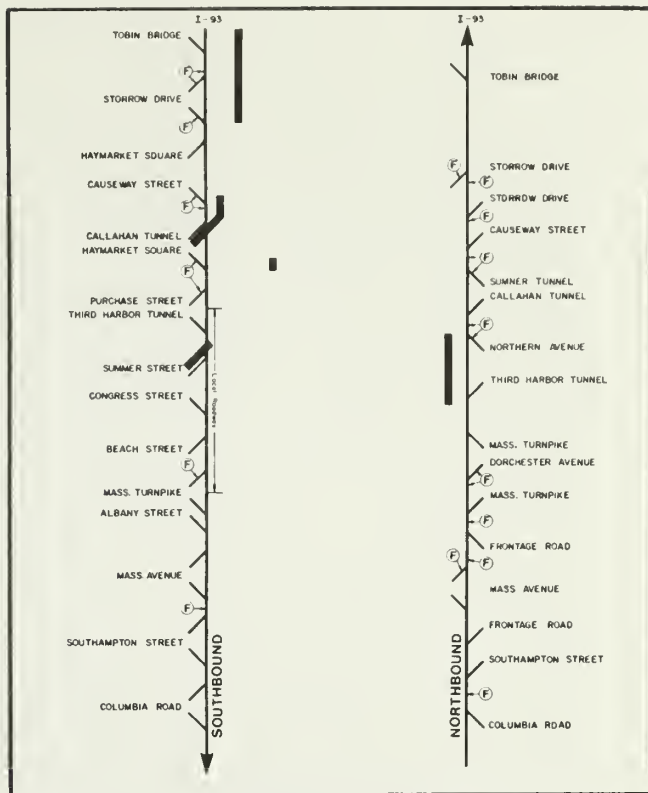 I-93
TOBIN BRIDGE
F
STORROW DRIVE
F
HAYMARKET SQUARE
CAUSEWAY STREET
F
CALLAHAN TUNNEL
HAYMARKET SQUARE
F
PURCHASE STREET
THIRD HARBOR TUNNEL
SUMMER STREET
CONGRESS STREET
BEACH STREET
F
MASS. TURNPIKE
ALBANY STREET
MASS AVENUE
F
SOUTHAMPTON STREET
COLUMBIA ROAD
SOUTHBOUND
Local Roadway
I-93
TOBIN BRIDGE
F
STORROW DRIVE
F
STORROW DRIVE
F
CAUSEWAY STREET
F
SUMNER TUNNEL
CALLAHAN TUNNEL
F
NORTHERN AVENUE
THIRD HARBOR TUNNEL
MASS. TURNPIKE
DORCHESTER AVENUE
F
MASS. TURNPIKE
F
FRONTAGE ROAD
F
F
MASS AVENUE
FRONTAGE ROAD
SOUTHAMPTON STREET
F
COLUMBIA ROAD
NORTHBOUND